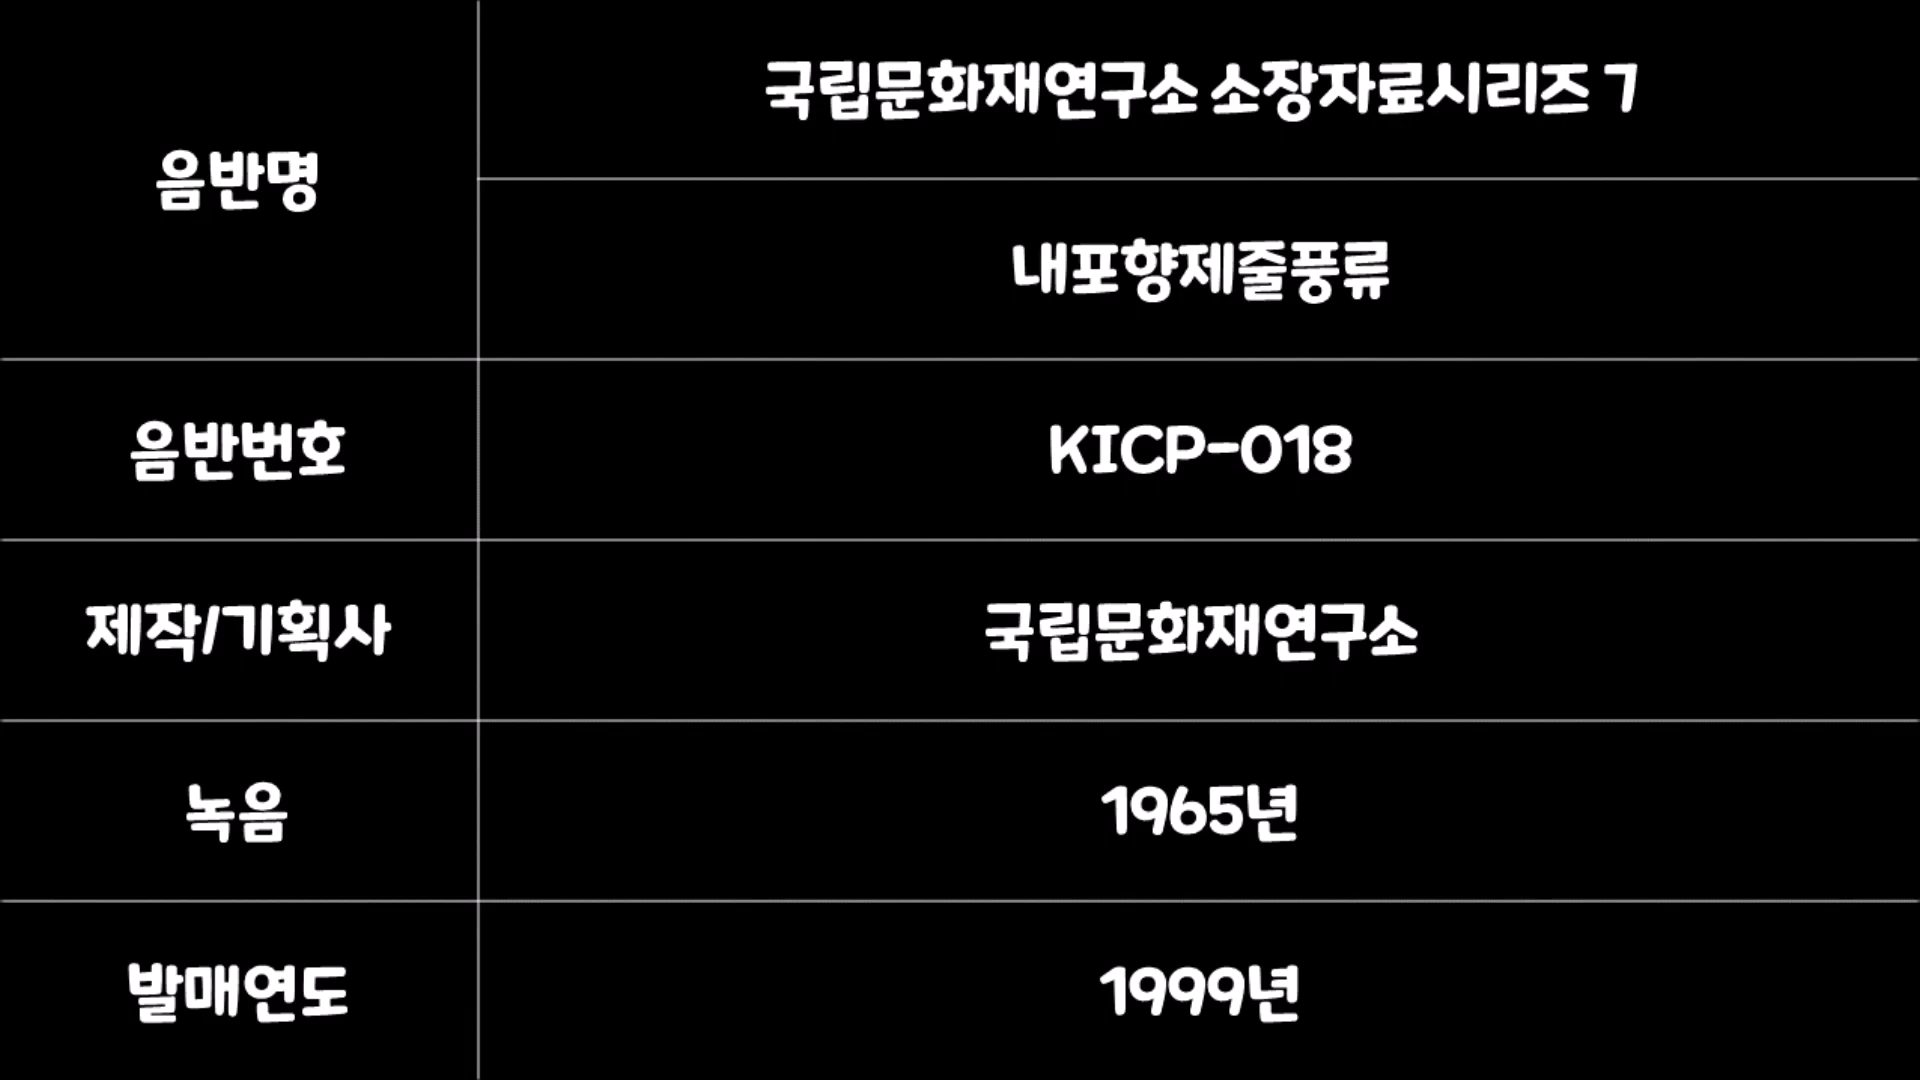 음반명
국립문화재연구소 소장자료시리즈 7
내포향제줄풍류
음반번호
KICP-018
제작/기획사
국립문화재연구소
녹음
1965년
발매연도
1999년